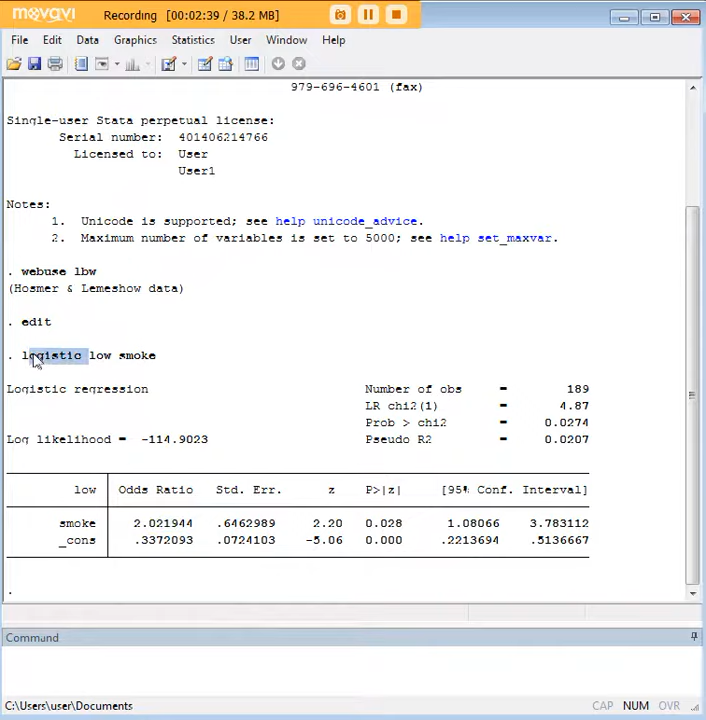 movavi Recording [00:02:39 / 38.2 MB]
File Edit Data Graphics Statistics User Window Help
979-696-4601 (fax)
Single-user Stata perpetual license:
Serial number: 401406214766
Licensed to: User
User1
Notes:
1. Unicode is supported; see help unicode_advice.
2. Maximum number of variables is set to 5000; see help set_maxvar.
. webuse lbw
(Hosmer & Lemeshow data)
. edit
. logistic low smoke
Logistic regression Number of obs = 189
LR chi2(1) = 4.87
Prob > chi2 = 0.0274
Log likelihood = -114.9023 Pseudo R2 = 0.0207
low Odds Ratio Std. Err. z P>|z| [95% Conf. Interval]
smoke 2.021944 .6462989 2.20 0.028 1.08066 3.783112
_cons .3372093 .0724103 -5.06 0.000 .2213694 .5136667
.
Command
C:\Users\user\Documents CAP NUM OVR